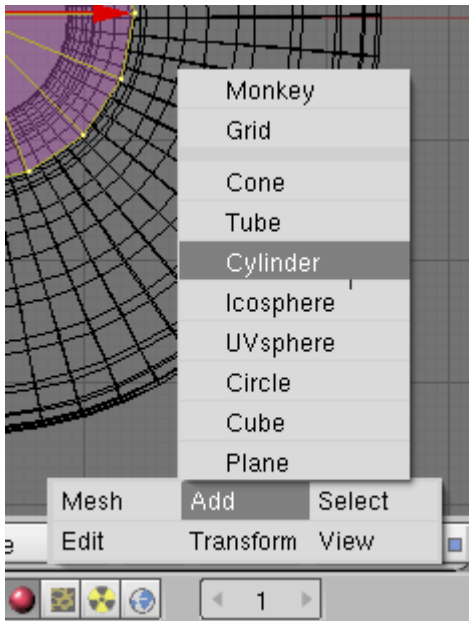 Monkey
Grid
Cone
Tube
Cylinder
Icosphere
UVsphere
Circle
Cube
Plane
Mesh Add Select
Edit Transform View
1